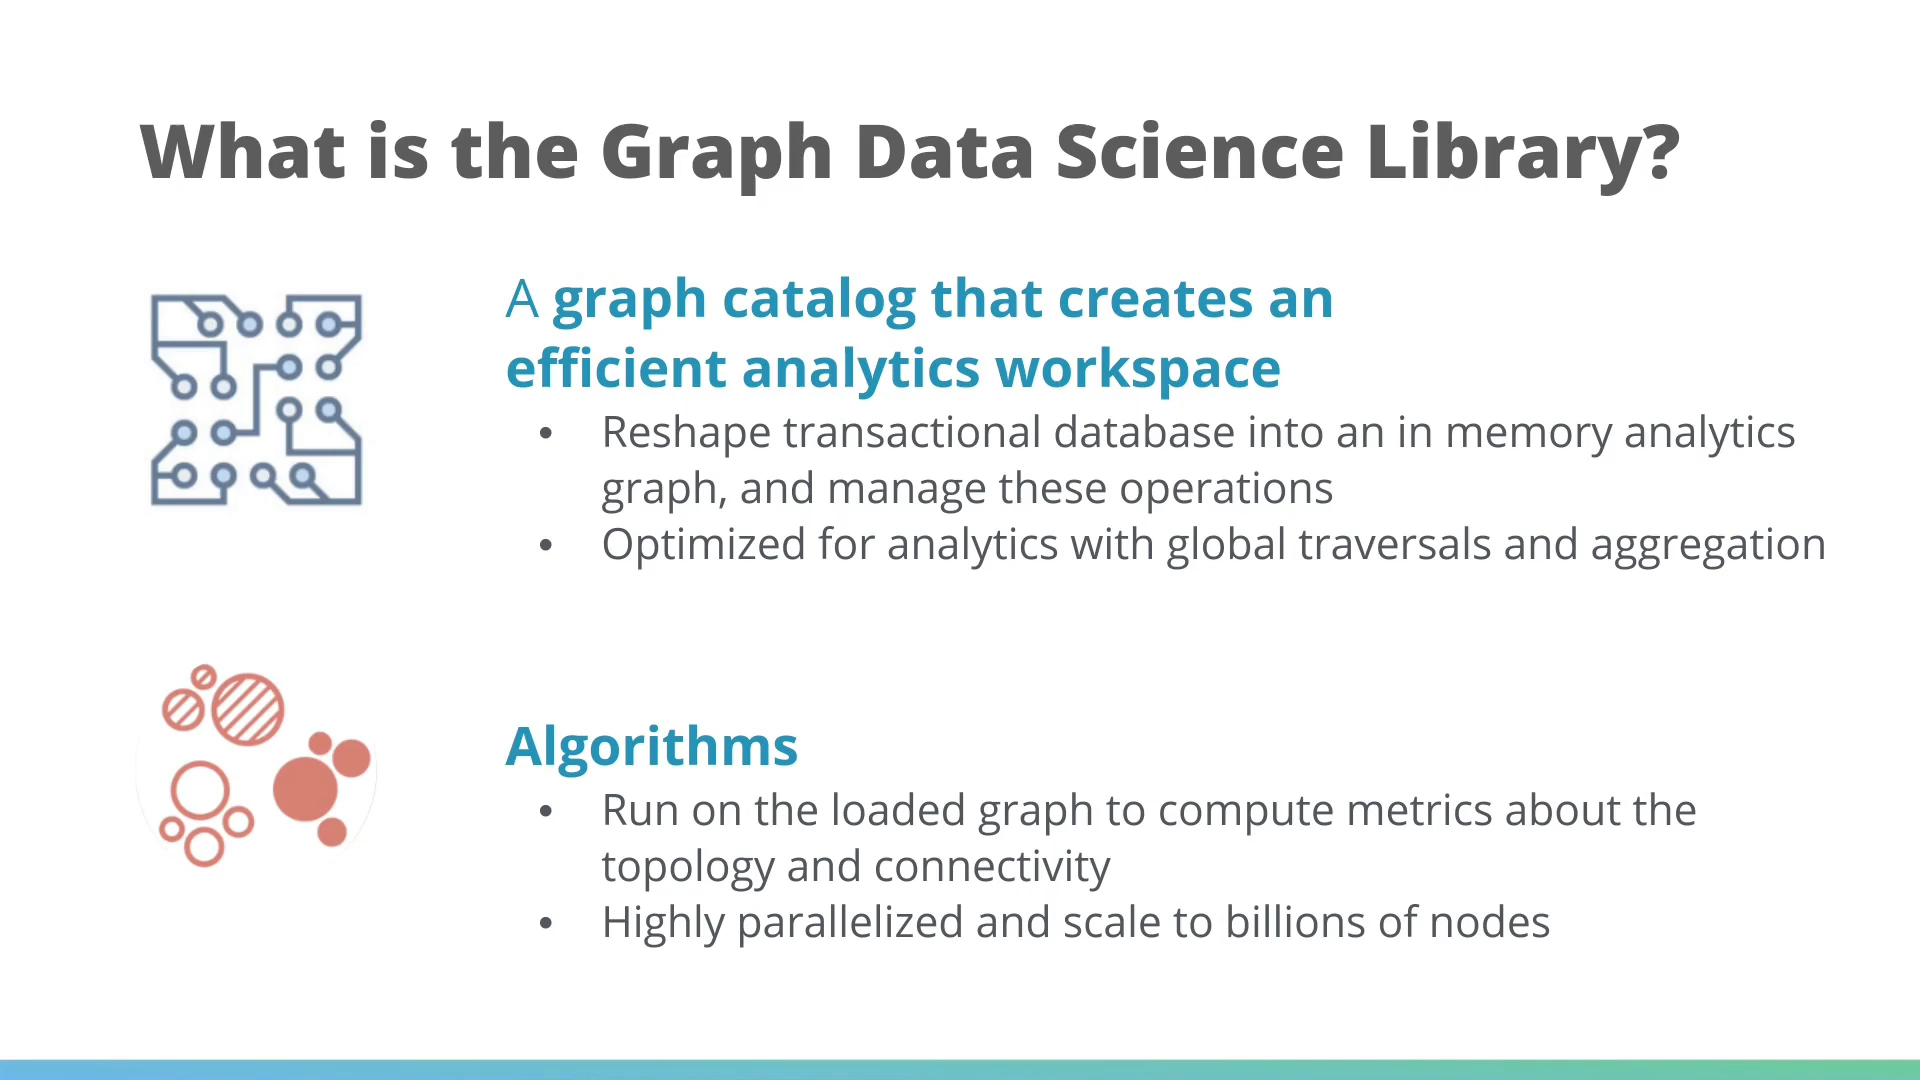 What is the Graph Data Science Library?
A graph catalog that creates an
efficient analytics workspace
• Reshape transactional database into an in memory analytics
graph, and manage these operations
• Optimized for analytics with global traversals and aggregation
Algorithms
• Run on the loaded graph to compute metrics about the
topology and connectivity
• Highly parallelized and scale to billions of nodes